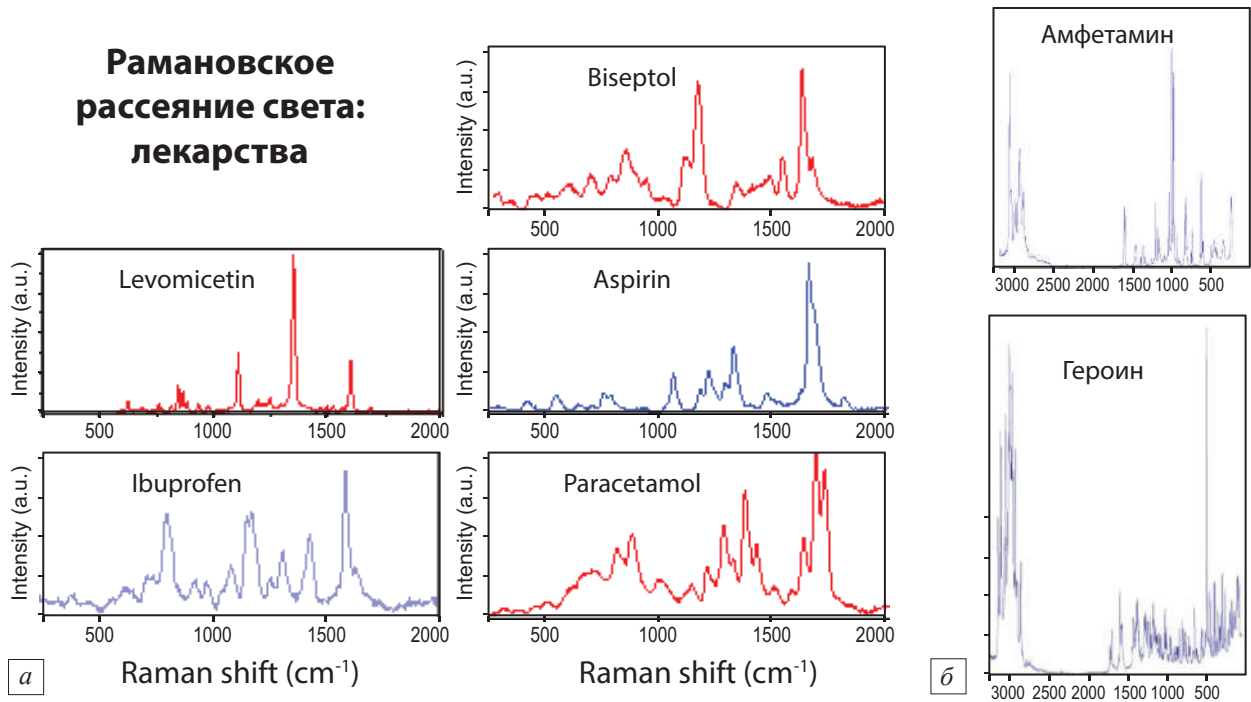 Рамановское
рассеяние света:
лекарства
Intensity (a.u.)
Biseptol
500 1000 1500 2000
Intensity (a.u.)
Levomicetin
500 1000 1500 2000
Intensity (a.u.)
Aspirin
500 1000 1500 2000
Intensity (a.u.)
Ibuprofen
500 1000 1500 2000
Raman shift (cm⁻¹)
Intensity (a.u.)
Paracetamol
500 1000 1500 2000
Raman shift (cm⁻¹)
а
Амфетамин
3000 2500 2000 1500 1000 500
Героин
3000 2500 2000 1500 1000 500
б